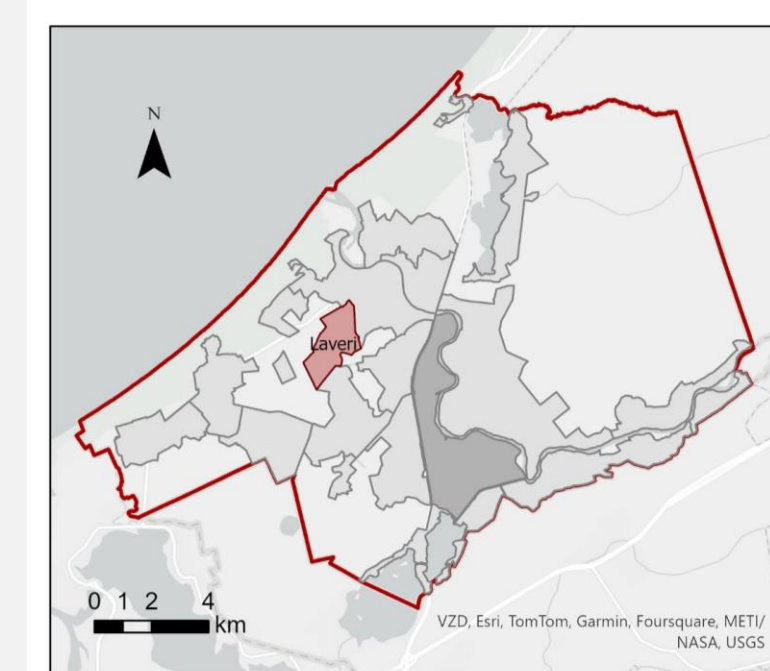 N
Laveri
0 1 2 4
km
VZD, Esri, TomTom, Garmin, Foursquare, METI/
NASA, USGS